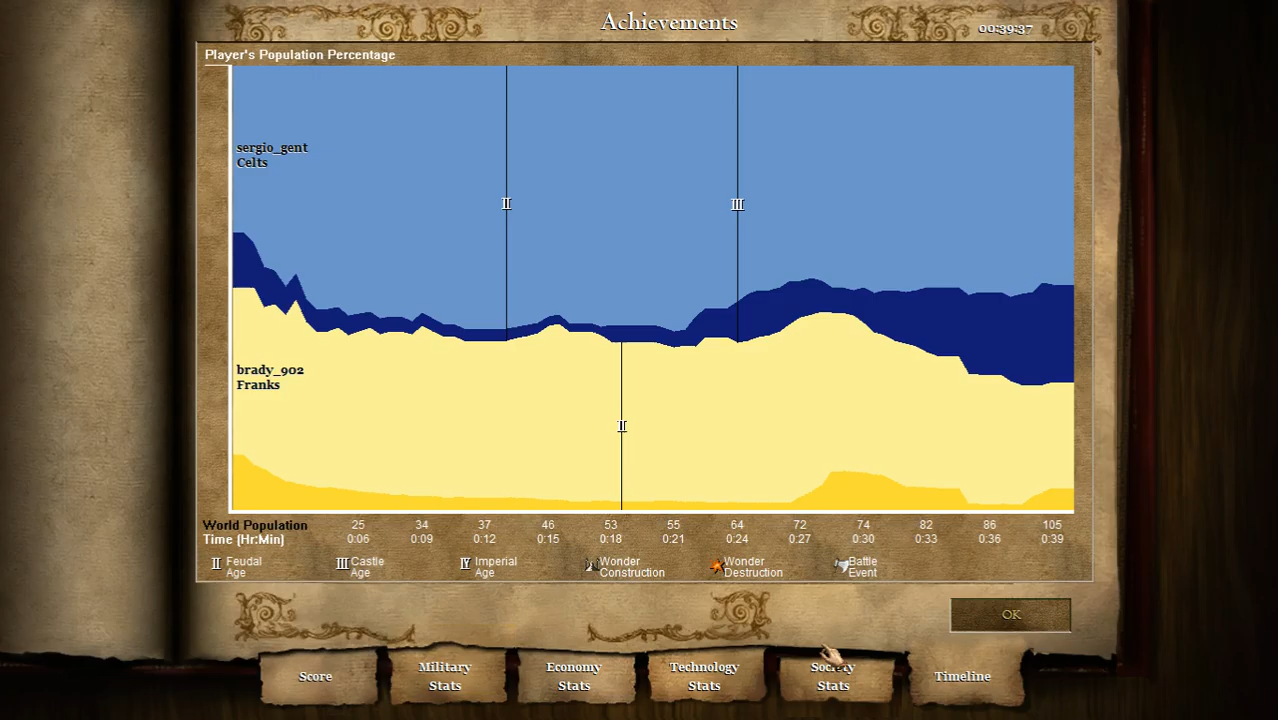 Achievements
00:39:37
Player's Population Percentage
sergio_gent
Celts
II
III
brady_902
Franks
II
World Population 25 34 37 46 53 55 64 72 74 82 86 105
Time (Hr:Min) 0:06 0:09 0:12 0:15 0:18 0:21 0:24 0:27 0:30 0:33 0:36 0:39
II Feudal Age
III Castle Age
IV Imperial Age
Wonder Construction
Wonder Destruction
Battle Event
OK
Score
Military Stats
Economy Stats
Technology Stats
Society Stats
Timeline